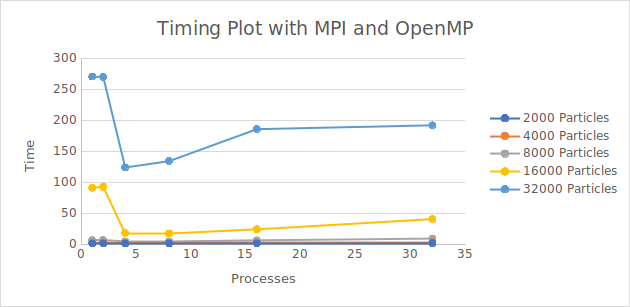 Timing Plot with MPI and OpenMP
300
250
200
150
100
50
0
Time
0 5 10 15 20 25 30 35
Processes
2000 Particles
4000 Particles
8000 Particles
16000 Particles
32000 Particles